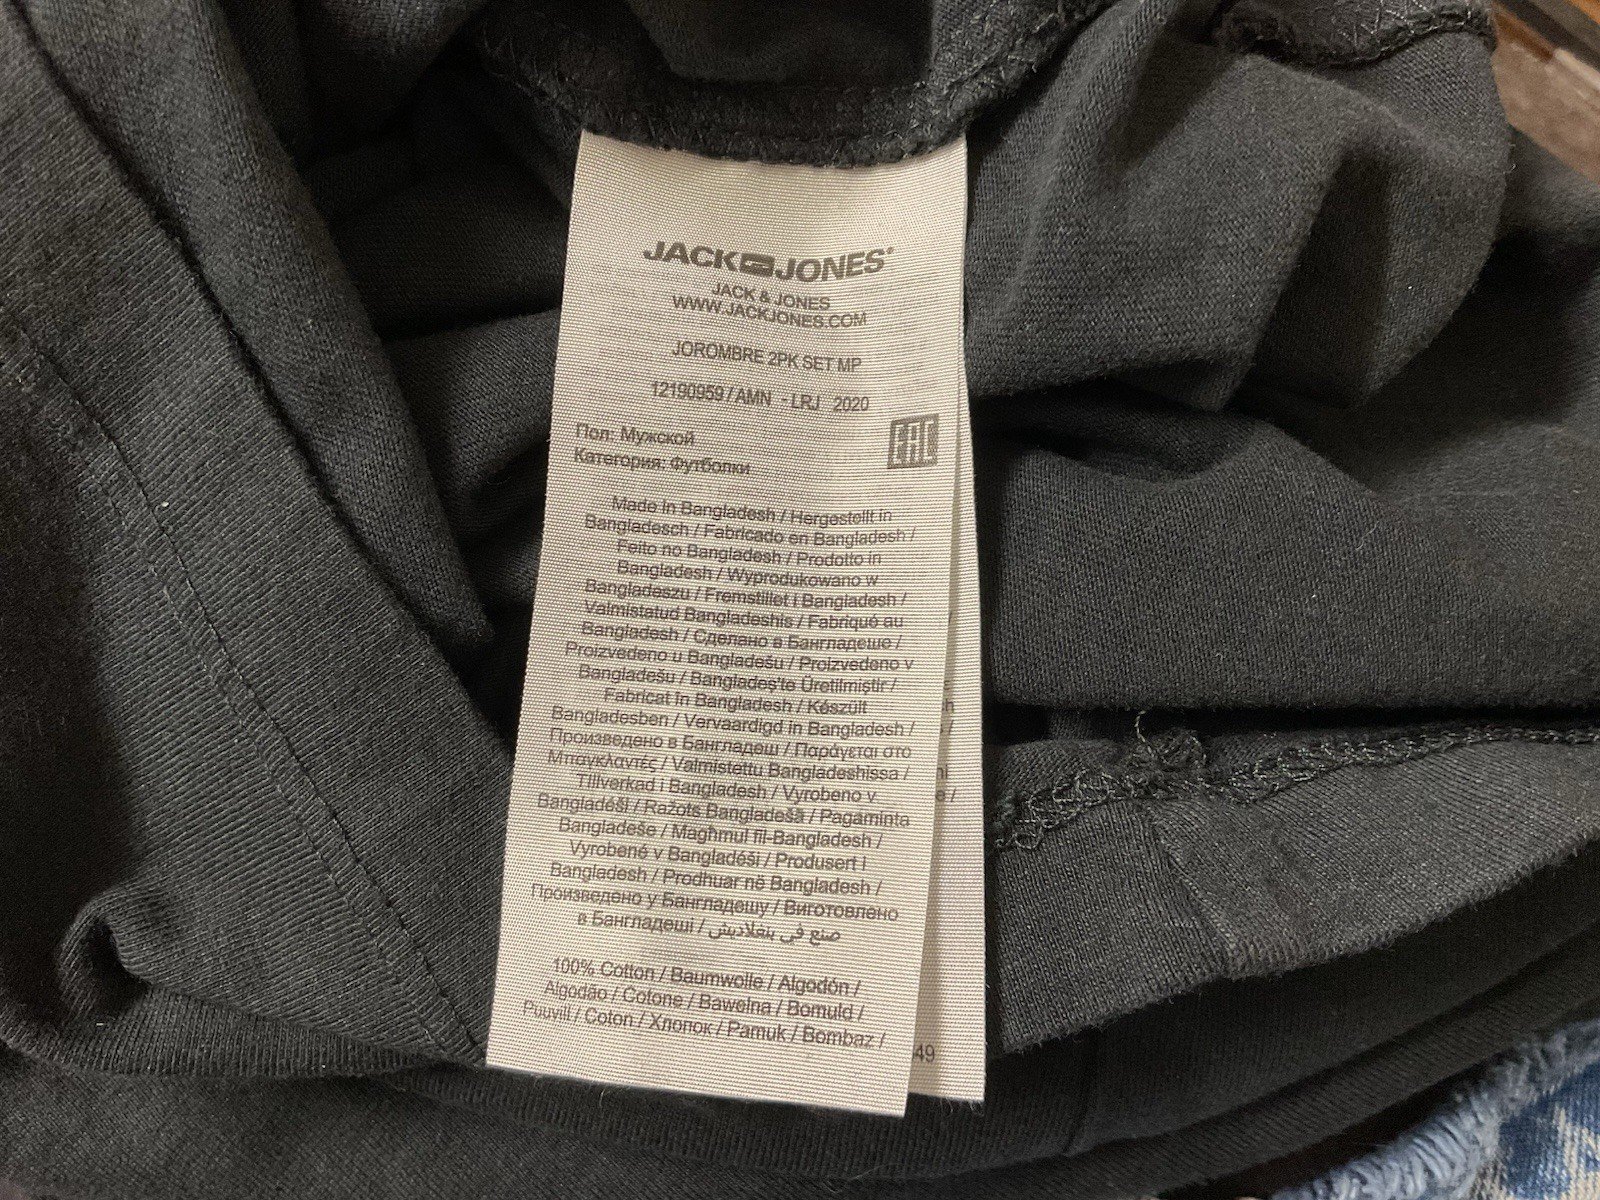 JACK JONES®
JACK & JONES
WWW.JACKJONES.COM
JOROMBRE 2PK SET MP
12190959 / AMN - LRJ 2020
EAC
Пол: Мужской
Категория: Футболки
Made in Bangladesh / Hergestellt in
Bangladesch / Fabricado en Bangladesh /
Feito no Bangladesh / Prodotto in
Bangladesh / Wyprodukowano w
Bangladeszu / Fremstillet i Bangladesh /
Valmistatud Bangladeshis / Fabriqué au
Bangladesh / Сделано в Бангладеше /
Proizvedeno u Bangladešu / Proizvedeno v
Bangladešu / Bangladeş'te Üretilmiştir /
Fabricat în Bangladesh / Készült
Bangladesben / Vervaardigd in Bangladesh /
Произведено в Бангладеш / Παράγεται στο
Μπαγκλαντές / Valmistettu Bangladeshissa /
Tillverkad i Bangladesh / Vyrobeno v
Bangladéši / Ražots Bangladešā / Pagaminta
Bangladeše / Magħmul fil-Bangladesh /
Vyrobené v Bangladéši / Produsert i
Bangladesh / Prodhuar në Bangladesh /
Произведено у Бангладешу / Виготовлено
в Бангладеші / صنع في بنغلاديش
100% Cotton / Baumwolle / Algodón /
Algodão / Cotone / Bawełna / Bomuld /
Puuvill / Coton / Хлопок / Pamuk / Bombaz /
49